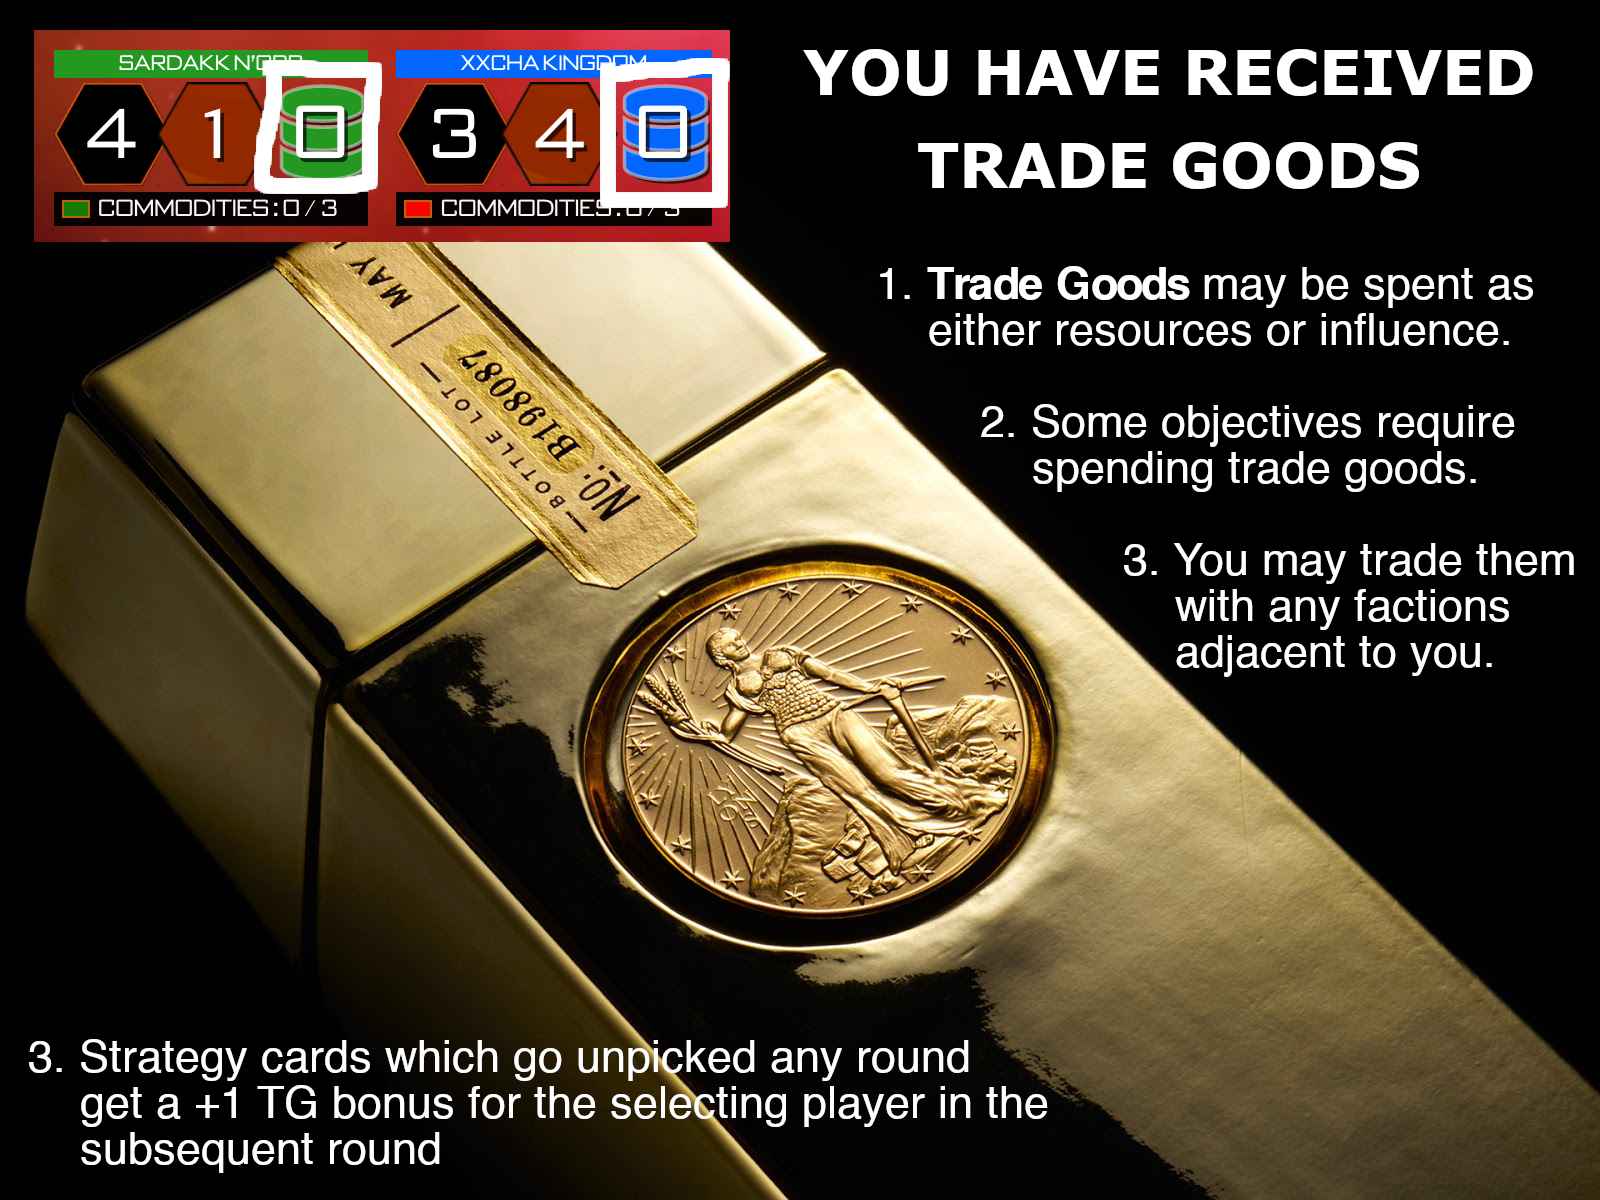 SARDAKK N'ORR
4 1 0
COMMODITIES: 0 / 3
XXCHA KINGDOM
3 4 0
COMMODITIES: 0 /
YOU HAVE RECEIVED
TRADE GOODS
1. Trade Goods may be spent as
either resources or influence.
2. Some objectives require
spending trade goods.
3. You may trade them
with any factions
adjacent to you.
MAY
No. B198087
BOTTLE LOT
3. Strategy cards which go unpicked any round
get a +1 TG bonus for the selecting player in the
subsequent round